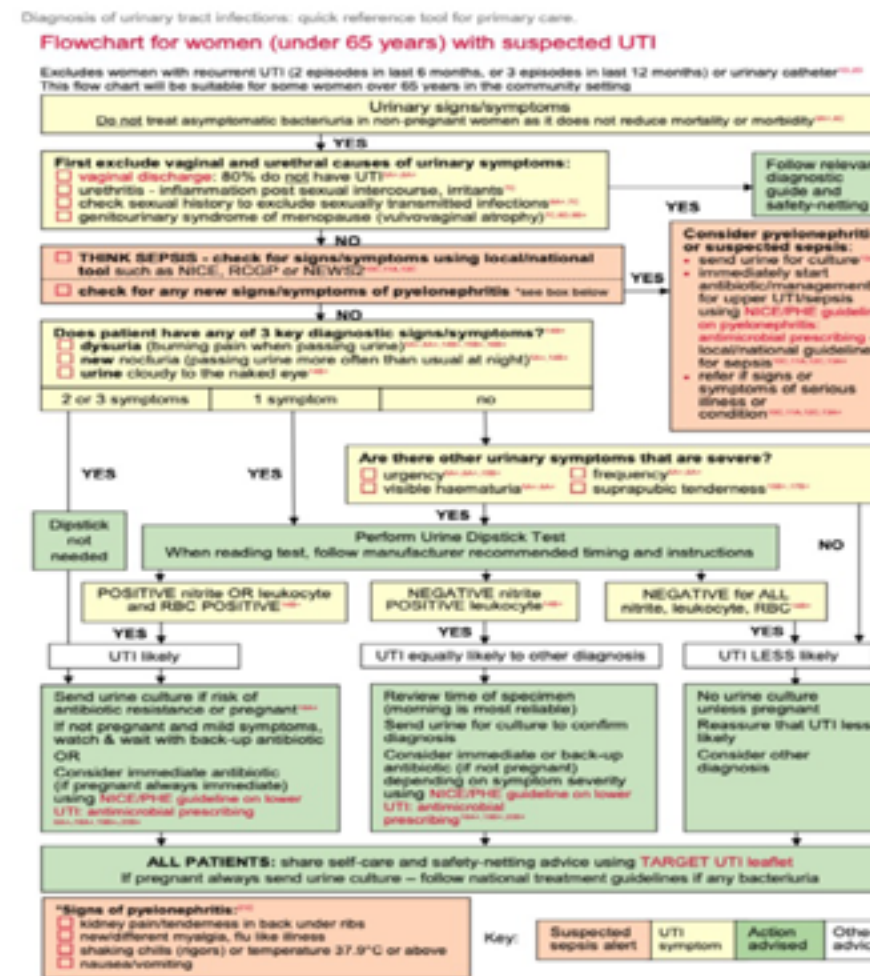 Diagnosis of urinary tract infections: quick reference tool for primary care.
Flowchart for women (under 65 years) with suspected UTI
Excludes women with recurrent UTI (2 episodes in last 6 months, or 3 episodes in last 12 months) or urinary catheter
This flow chart will be suitable for some women over 65 years in the community setting
Urinary signs/symptoms
Do not treat asymptomatic bacteriuria in non-pregnant women as it does not reduce mortality or morbidity
YES
First exclude vaginal and urethral causes of urinary symptoms:
vaginal discharge: 80% do not have UTI
urethritis - inflammation post sexual intercourse, irritants
check sexual history to exclude sexually transmitted infections
genitourinary syndrome of menopause (vulvovaginal atrophy)
Follow
diagnostic
guide and
safety-netting
YES
NO
THINK SEPSIS - check for signs/symptoms using local/national
tool such as NICE, RCGP or NEWS2
check for any new signs/symptoms of pyelonephritis *see box below
YES
Consider
or suspected sepsis:
send urine for culture
immediately start
antibiotic/management
for upper UTI/sepsis
using NICE/PHE
on pyelonephritis:
antimicrobial prescribing
local/national
for sepsis
refer if signs or
symptoms of serious
illness or
condition
NO
Does patient have any of 3 key diagnostic signs/symptoms?
dysuria (burning pain when passing urine)
new nocturia (passing urine more often than usual at night)
urine cloudy to the naked eye
2 or 3 symptoms
1 symptom
no
YES
YES
Are there other urinary symptoms that are severe?
urgency
frequency
visible haematuria
suprapubic tenderness
YES
NO
Dipstick
not
needed
Perform Urine Dipstick Test
When reading test, follow manufacturer recommended timing and instructions
POSITIVE nitrite OR leukocyte
and RBC POSITIVE
NEGATIVE nitrite
POSITIVE leukocyte
NEGATIVE for ALL
nitrite, leukocyte, RBC
YES
YES
YES
UTI likely
UTI equally likely to other diagnosis
UTI LESS likely
Send urine culture if risk of
antibiotic resistance or pregnant
If not pregnant and mild symptoms,
watch & wait with back-up antibiotic
OR
Consider immediate antibiotic
(if pregnant always immediate)
using NICE/PHE guideline on lower
UTI: antimicrobial prescribing
Review time of specimen
(morning is most reliable)
Send urine for culture to confirm
diagnosis
Consider immediate or back-up
antibiotic (if not pregnant)
depending on symptom severity
using NICE/PHE guideline on lower
UTI: antimicrobial
prescribing
No urine culture
unless pregnant
Reassure that UTI less
likely
Consider other
diagnosis
ALL PATIENTS: share self-care and safety-netting advice using TARGET UTI leaflet
If pregnant always send urine culture – follow national treatment guidelines if any bacteriuria
*Signs of pyelonephritis:
kidney pain/tenderness in back under ribs
new/different myalgia, flu like illness
shaking chills (rigors) or temperature 37.9°C or above
nausea/vomiting
Key:
Suspected
sepsis alert
UTI
symptom
Action
advised